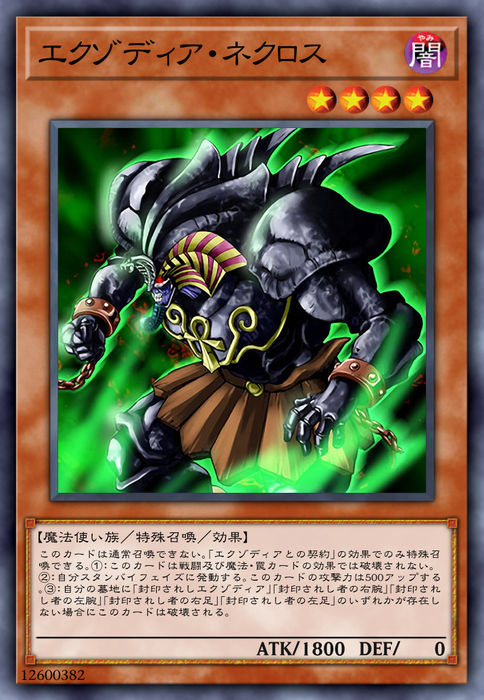 エクゾディア・ネクロス
やみ
闇
【魔法使い族／特殊召喚／効果】
このカードは通常召喚できない。「エクゾディアとの契約」の効果でのみ特殊召
喚できる。①：このカードは戦闘及び魔法・罠カードの効果では破壊されない。
②：自分スタンバイフェイズに発動する。このカードの攻撃力は500アップする
。③：自分の墓地に「封印されしエクゾディア」「封印されし者の右腕」「封印されし
者の左腕」「封印されし者の右足」「封印されし者の左足」のいずれかが存在し
ない場合にこのカードは破壊される。
ATK/1800 DEF/ 0
12600382